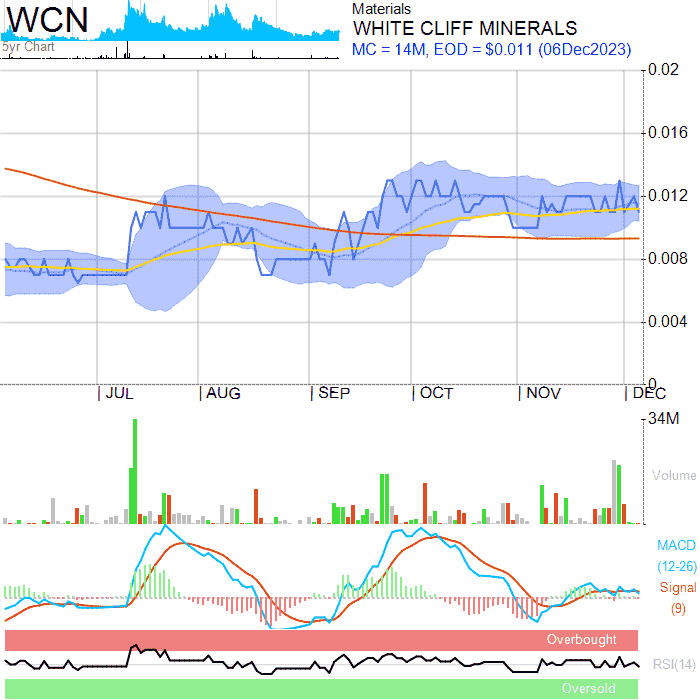 WCN
5yr Chart
Materials
WHITE CLIFF MINERALS
MC = 14M, EOD = $0.011 (06Dec2023)
0.02
0.016
0.012
0.008
0.004
0
JUL AUG SEP OCT NOV DEC
34M
Volume
MACD
(12-26)
Signal
(9)
Overbought
RSI(14)
Oversold